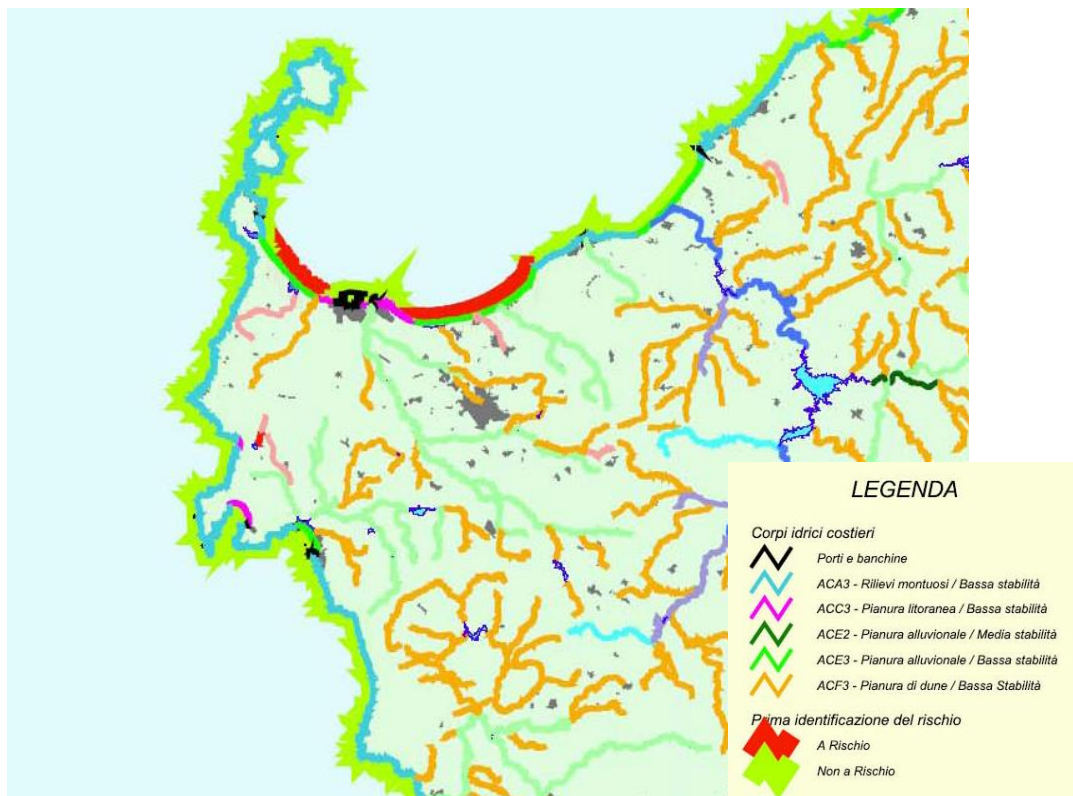 LEGENDA
Corpi idrici costieri
Porti e banchine
ACA3 - Rilievi montuosi / Bassa stabilità
ACC3 - Pianura litoranea / Bassa stabilità
ACE2 - Pianura alluvionale / Media stabilità
ACE3 - Pianura alluvionale / Bassa stabilità
ACF3 - Pianura di dune / Bassa Stabilità
Prima identificazione del rischio
A Rischio
Non a Rischio